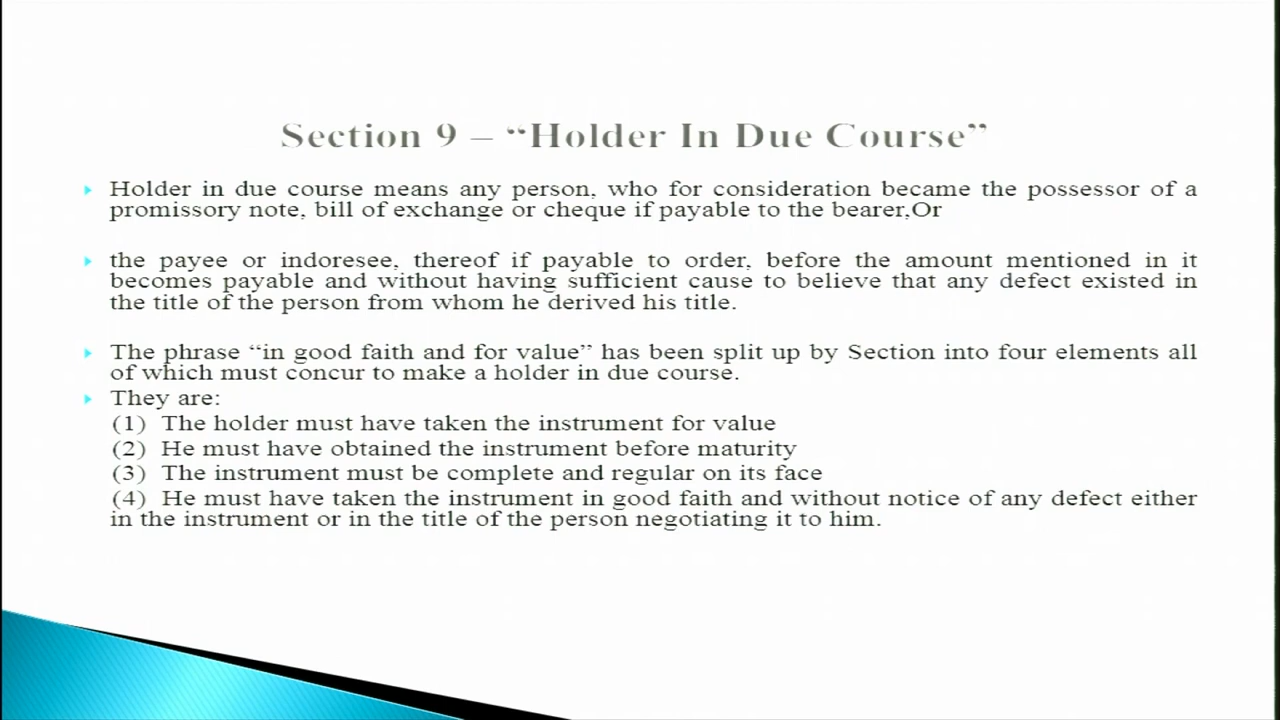 Section 9 – “Holder In Due Course”
Holder in due course means any person, who for consideration became the possessor of a
promissory note, bill of exchange or cheque if payable to the bearer,Or
the payee or indoresee, thereof if payable to order, before the amount mentioned in it
becomes payable and without having sufficient cause to believe that any defect existed in
the title of the person from whom he derived his title.
The phrase “in good faith and for value” has been split up by Section into four elements all
of which must concur to make a holder in due course.
They are:
(1) The holder must have taken the instrument for value
(2) He must have obtained the instrument before maturity
(3) The instrument must be complete and regular on its face
(4) He must have taken the instrument in good faith and without notice of any defect either
in the instrument or in the title of the person negotiating it to him.